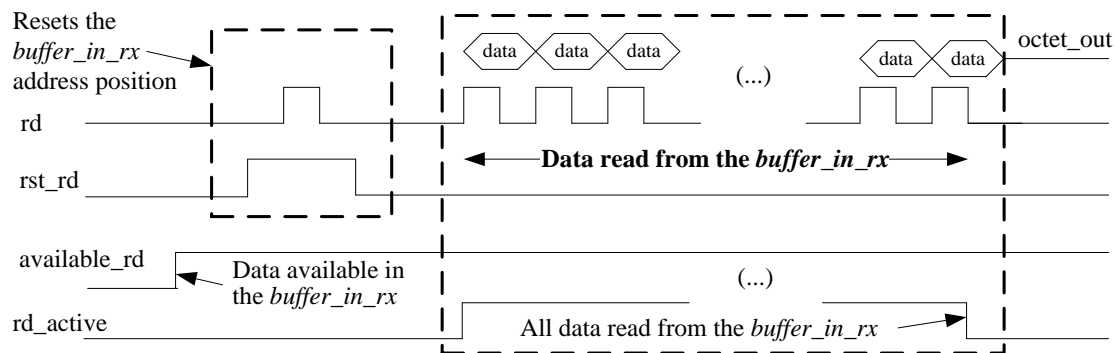 Resets the
buffer_in_rx
address position
data data data
(...)
data data
octet_out
rd
Data read from the buffer_in_rx
rst_rd
available_rd
Data available in
the buffer_in_rx
(...)
rd_active
All data read from the buffer_in_rx